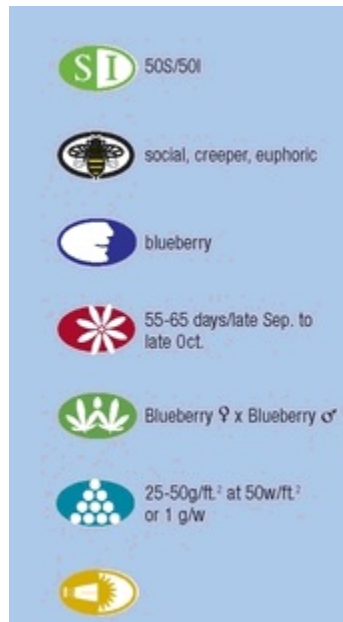 SI 50S/50I
social, creeper, euphoric
blueberry
55-65 days/late Sep. to
late Oct.
Blueberry ♀ x Blueberry ♂
25-50g/ft.² at 50w/ft.²
or 1 g/w